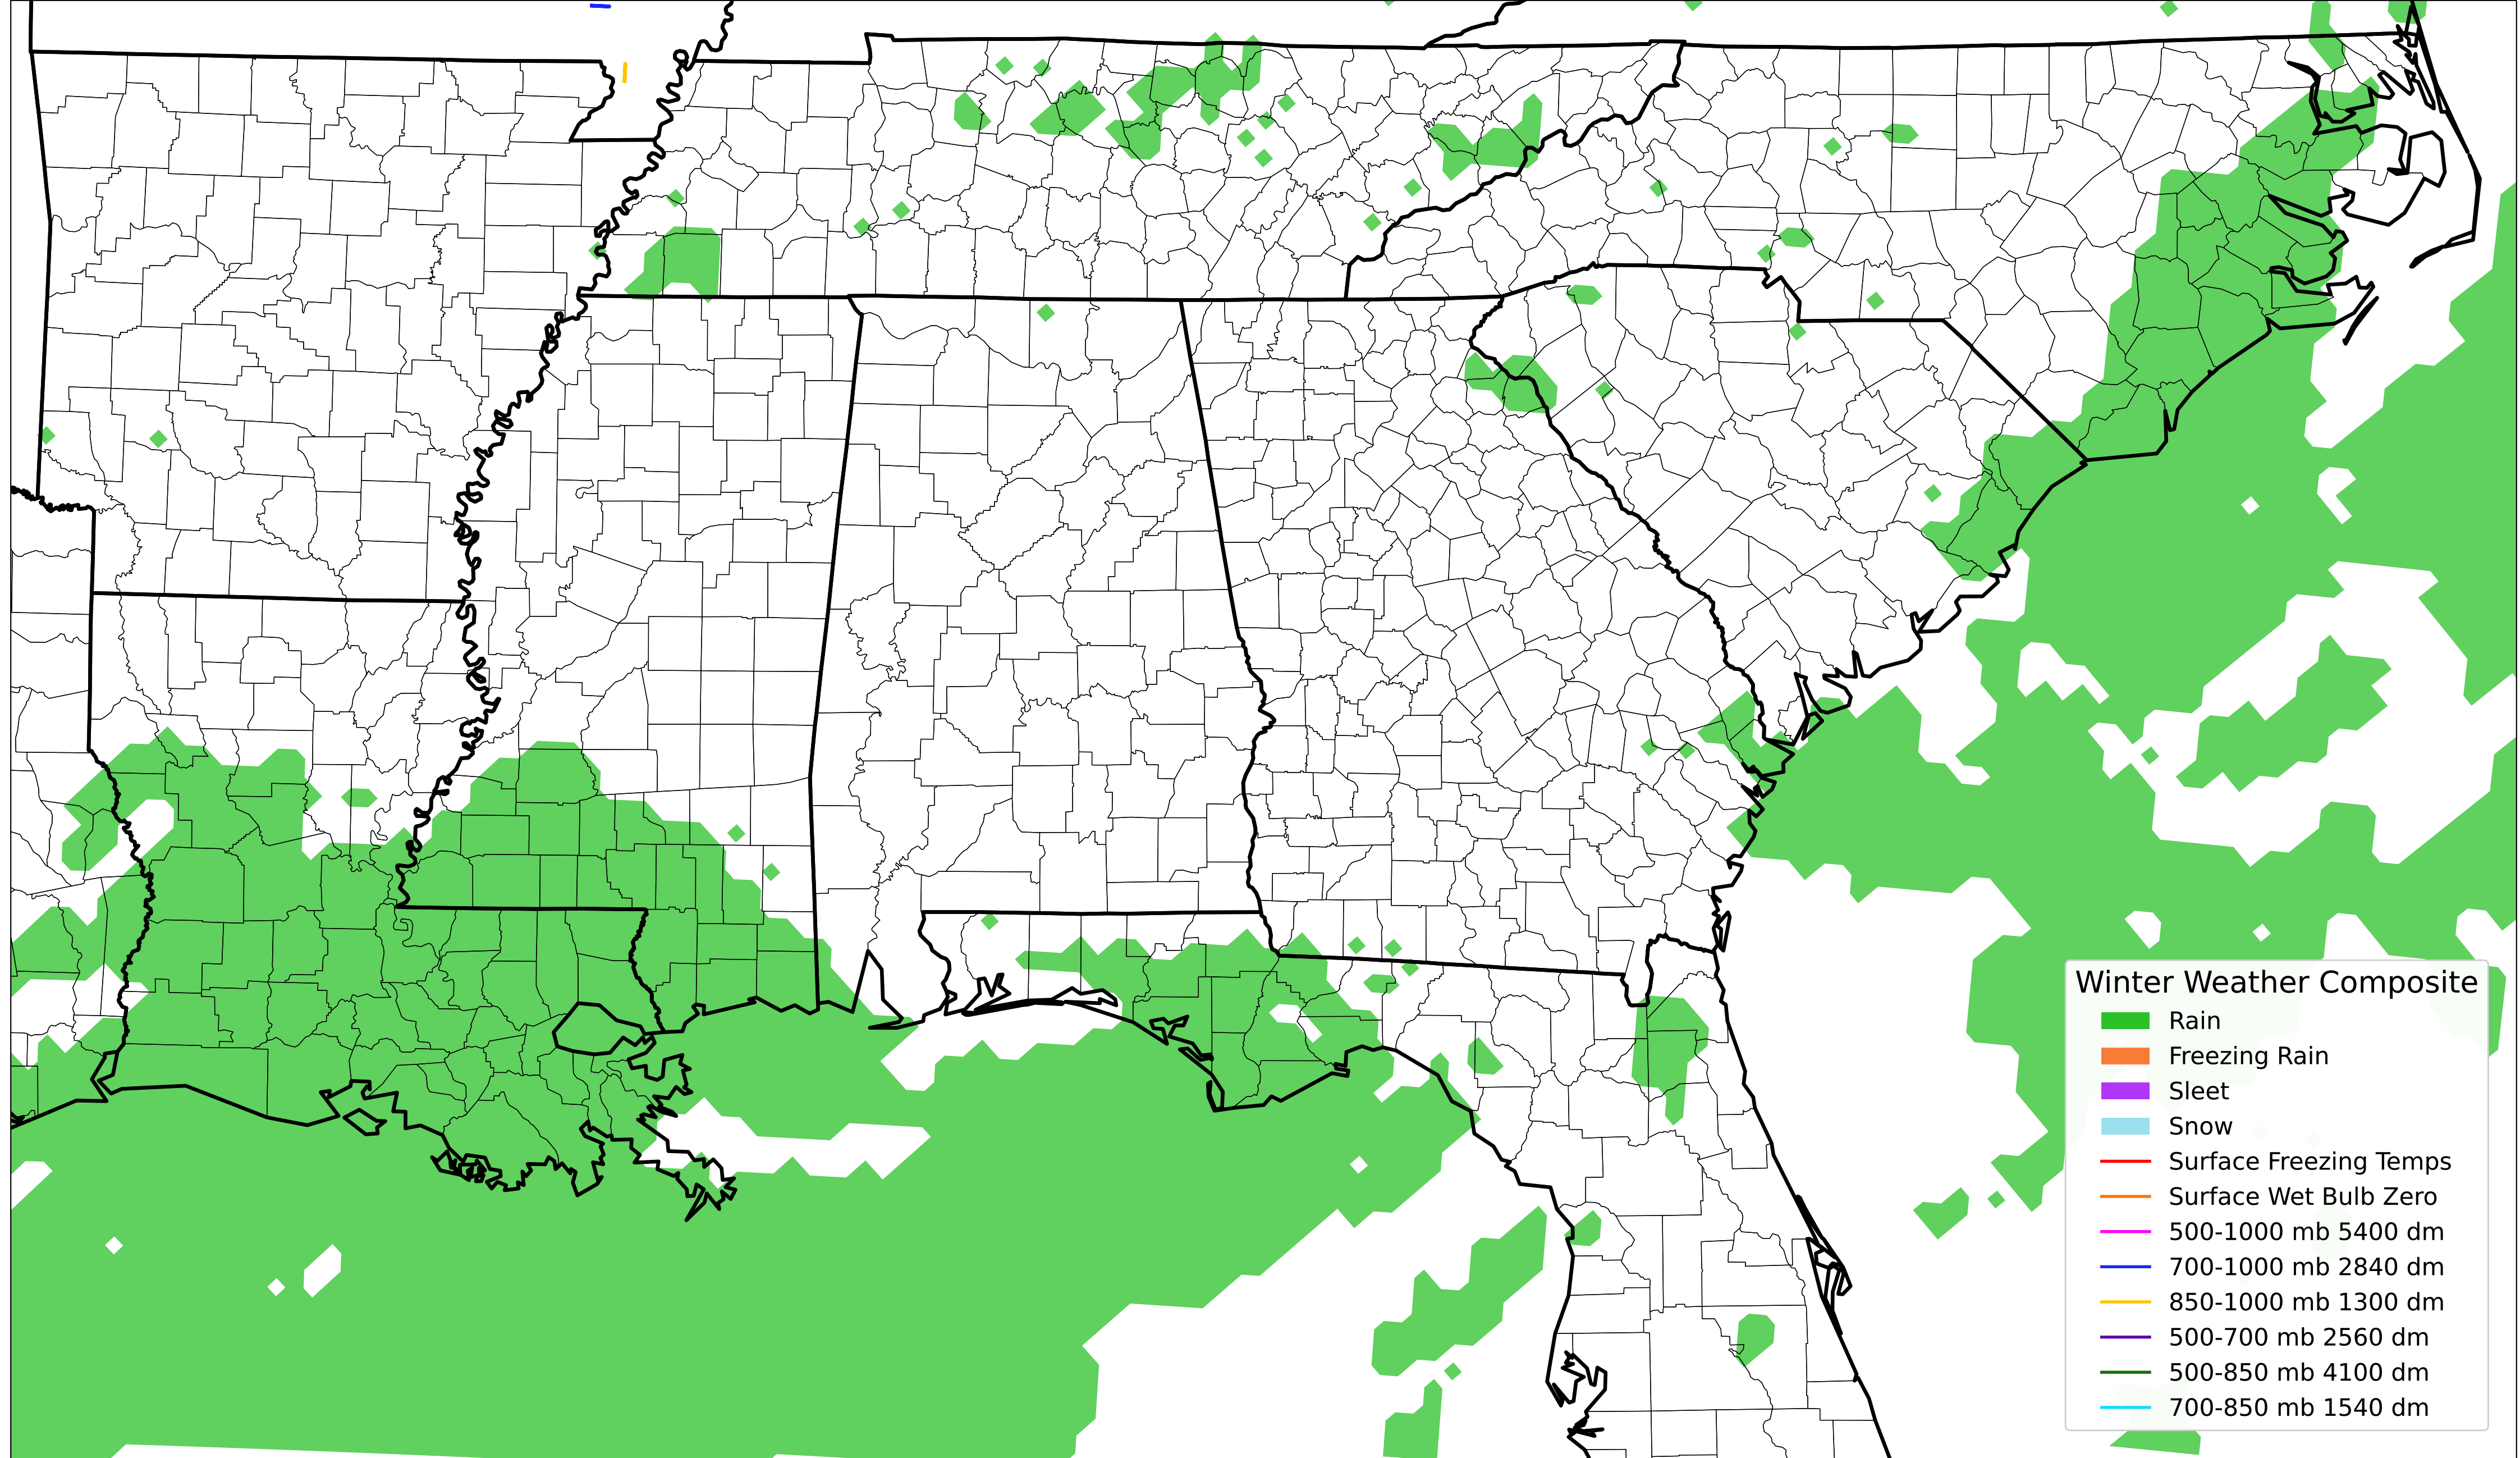 Winter Weather Composite
Rain
Freezing Rain
Sleet
Snow
Surface Freezing Temps
Surface Wet Bulb Zero
500-1000 mb 5400 dm
700-1000 mb 2840 dm
850-1000 mb 1300 dm
500-700 mb 2560 dm
500-850 mb 4100 dm
700-850 mb 1540 dm